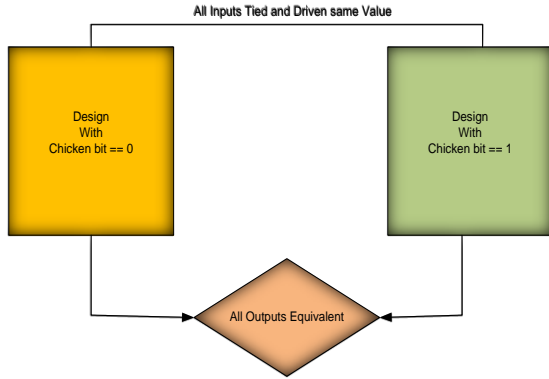 All Inputs Tied and Driven same Value
Design
With
Chicken bit == 0
Design
With
Chicken bit == 1
All Outputs Equivalent